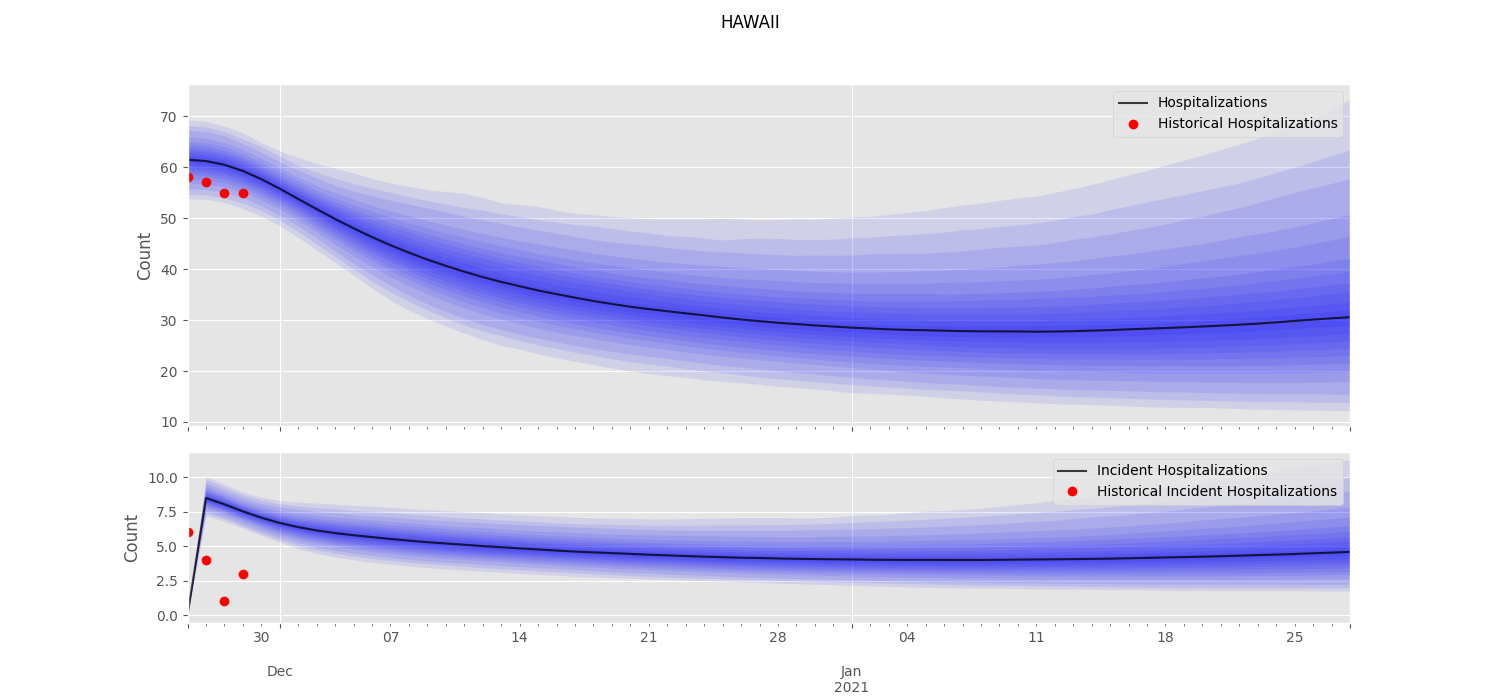 HAWAII
Hospitalizations
Historical Hospitalizations
70
60
50
40
30
20
10
Count
Incident Hospitalizations
Historical Incident Hospitalizations
10.0
7.5
5.0
2.5
0.0
Count
30 07 14 21 28 04 11 18 25
Dec Jan
2021